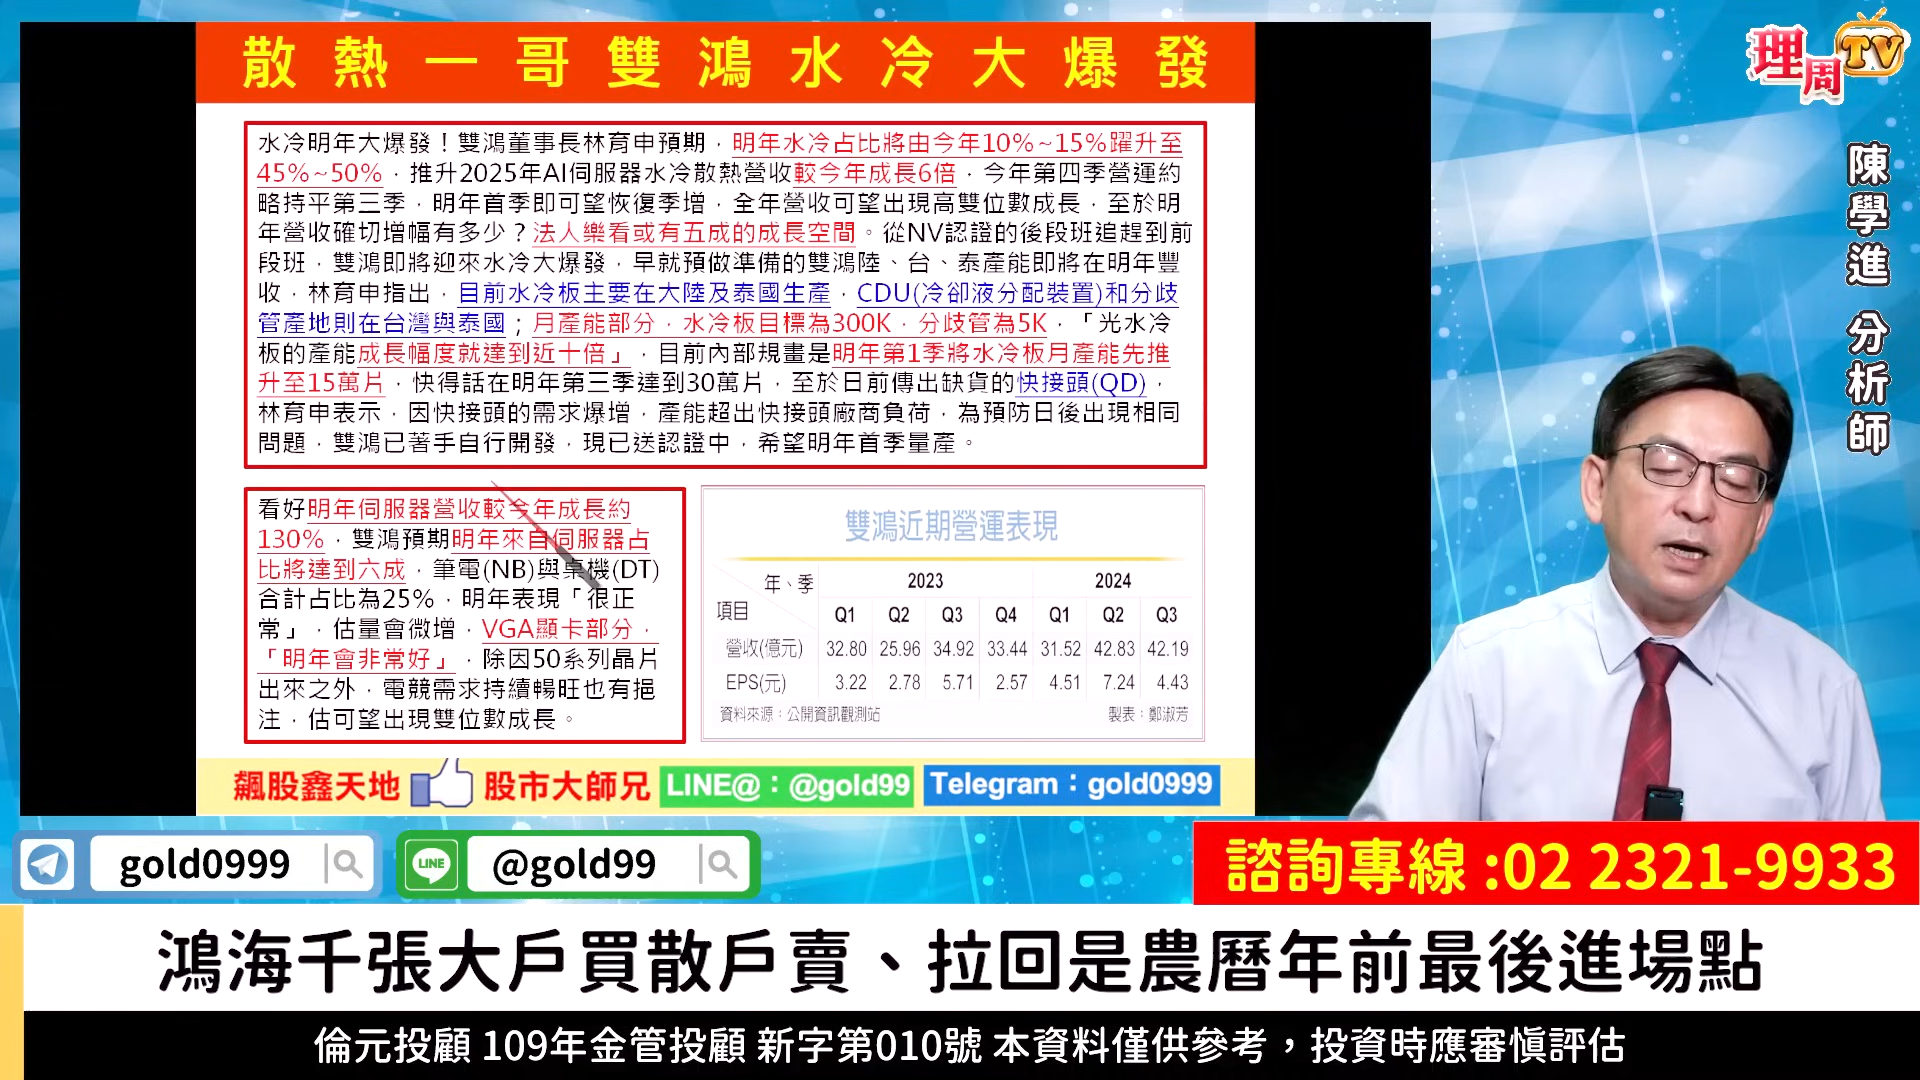 散熱一哥雙鴻水冷大爆發
理周TV
陳學進 分析師
水冷明年大爆發！雙鴻董事長林育申預期，明年水冷占比將由今年10%~15%躍升至
45%~50%，推升2025年AI伺服器水冷散熱營收較今年成長6倍，今年第四季營運約
略持平第三季，明年首季即可望恢復季增，全年營收可望出現高雙位數成長，至於明
年營收確切增幅有多少？法人樂看或有五成的成長空間。從NV認證的後段班追趕到前
段班，雙鴻即將迎來水冷大爆發，早就預做準備的雙鴻陸、台、泰產能即將在明年豐
收，林育申指出，目前水冷板主要在大陸及泰國生產，CDU(冷卻液分配裝置)和分歧
管產地則在台灣與泰國；月產能部分，水冷板目標為300K，分歧管為5K，「光水冷
板的產能成長幅度就達到近十倍」，目前內部規畫是明年第1季將水冷板月產能先推
升至15萬片，快得話在明年第三季達到30萬片，至於日前傳出缺貨的快接頭(QD)，
林育申表示，因快接頭的需求爆增，產能超出快接頭廠商負荷，為預防日後出現相同
問題，雙鴻已著手自行開發，現已送認證中，希望明年首季量產。
看好明年伺服器營收較今年成長約
130%，雙鴻預期明年來自伺服器占
比將達到六成，筆電(NB)與桌機(DT)
合計占比為25%，明年表現「很正
常」，估量會微增，VGA顯卡部分，
「明年會非常好」，除因50系列晶片
出來之外，電競需求持續暢旺也有挹
注，估可望出現雙位數成長。
雙鴻近期營運表現
年、季 2023 2024
項目 Q1 Q2 Q3 Q4 Q1 Q2 Q3
營收(億元) 32.80 25.96 34.92 33.44 31.52 42.83 42.19
EPS(元) 3.22 2.78 5.71 2.57 4.51 7.24 4.43
資料來源：公開資訊觀測站 製表：鄭淑芳
飆股鑫天地 股市大師兄 LINE@：@gold99 Telegram：gold0999
gold0999 LINE @gold99
諮詢專線:02 2321-9933
鴻海千張大戶買散戶賣、拉回是農曆年前最後進場點
倫元投顧 109年金管投顧 新字第010號 本資料僅供參考，投資時應審慎評估